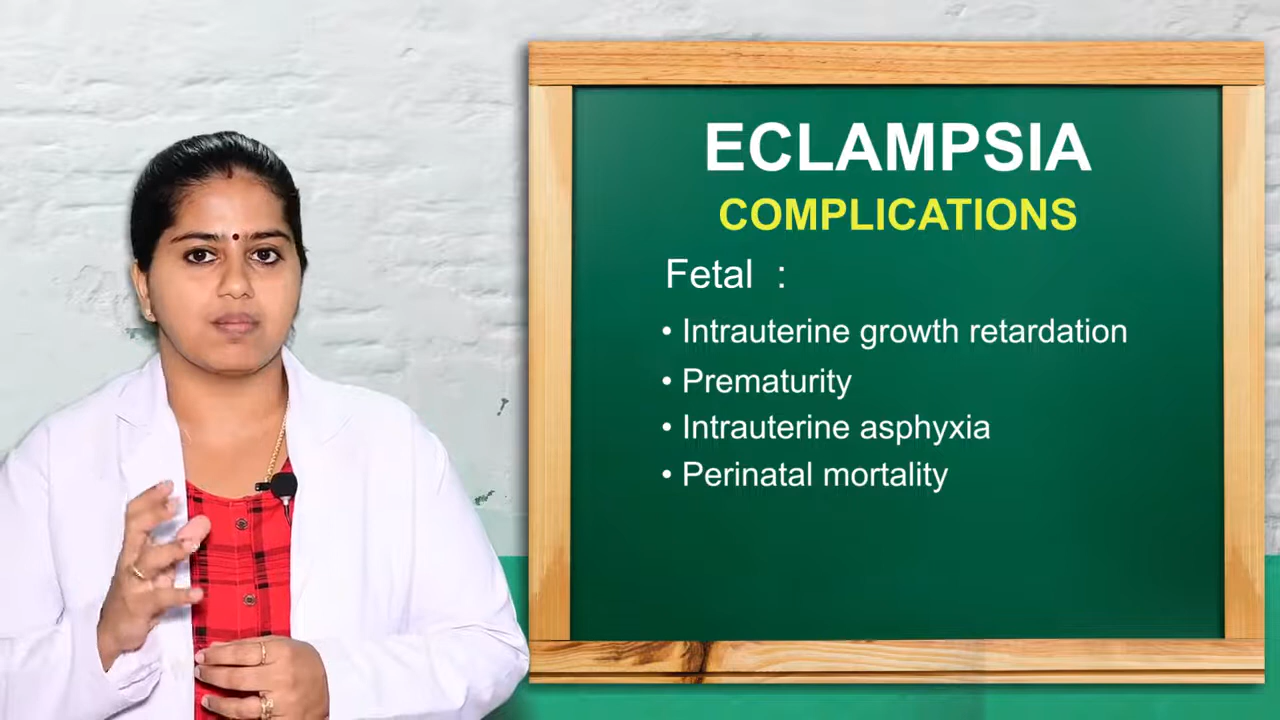 ECLAMPSIA
COMPLICATIONS
Fetal :
• Intrauterine growth retardation
• Prematurity
• Intrauterine asphyxia
• Perinatal mortality